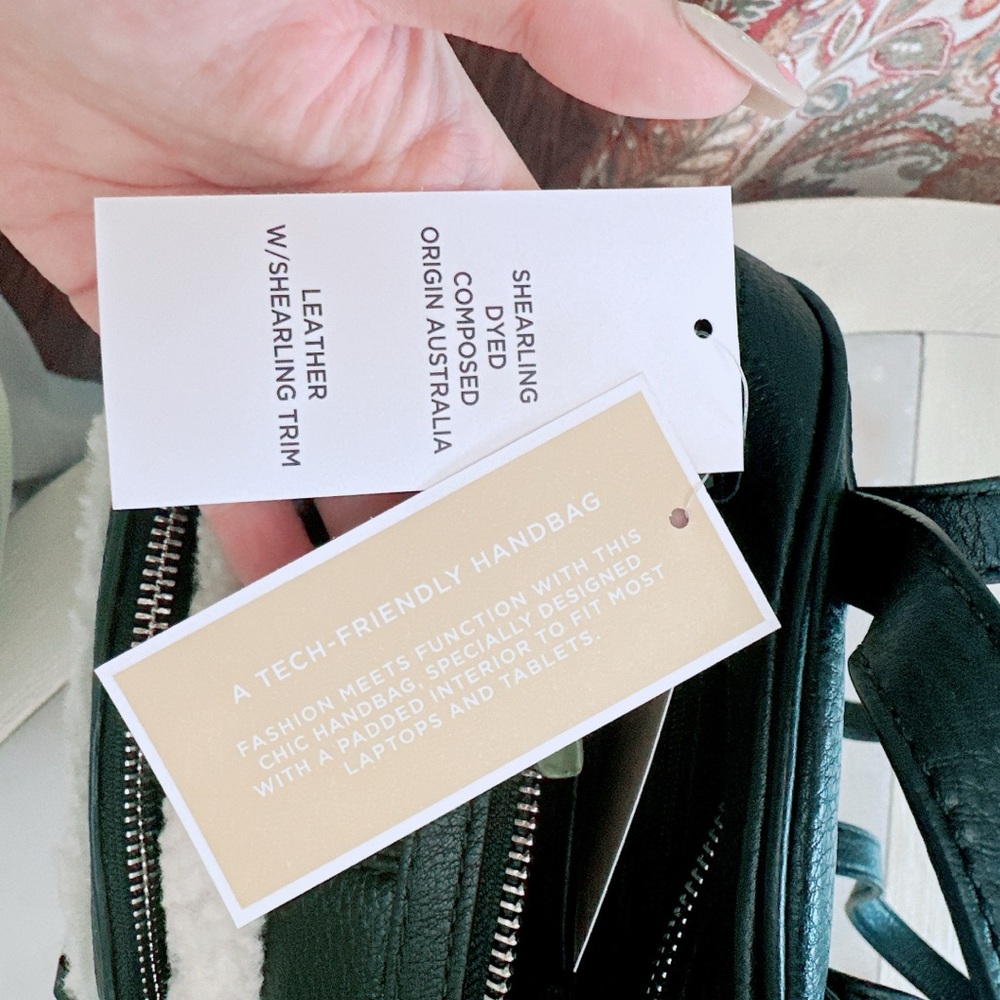 SHEARLING
DYED
COMPOSED
ORIGIN AUSTRALIA
LEATHER
W/SHEARLING TRIM
A TECH-FRIENDLY HANDBAG
FASHION MEETS FUNCTION WITH THIS
CHIC HANDBAG, SPECIALLY DESIGNED
WITH A PADDED INTERIOR TO FIT MOST
LAPTOPS AND TABLETS.